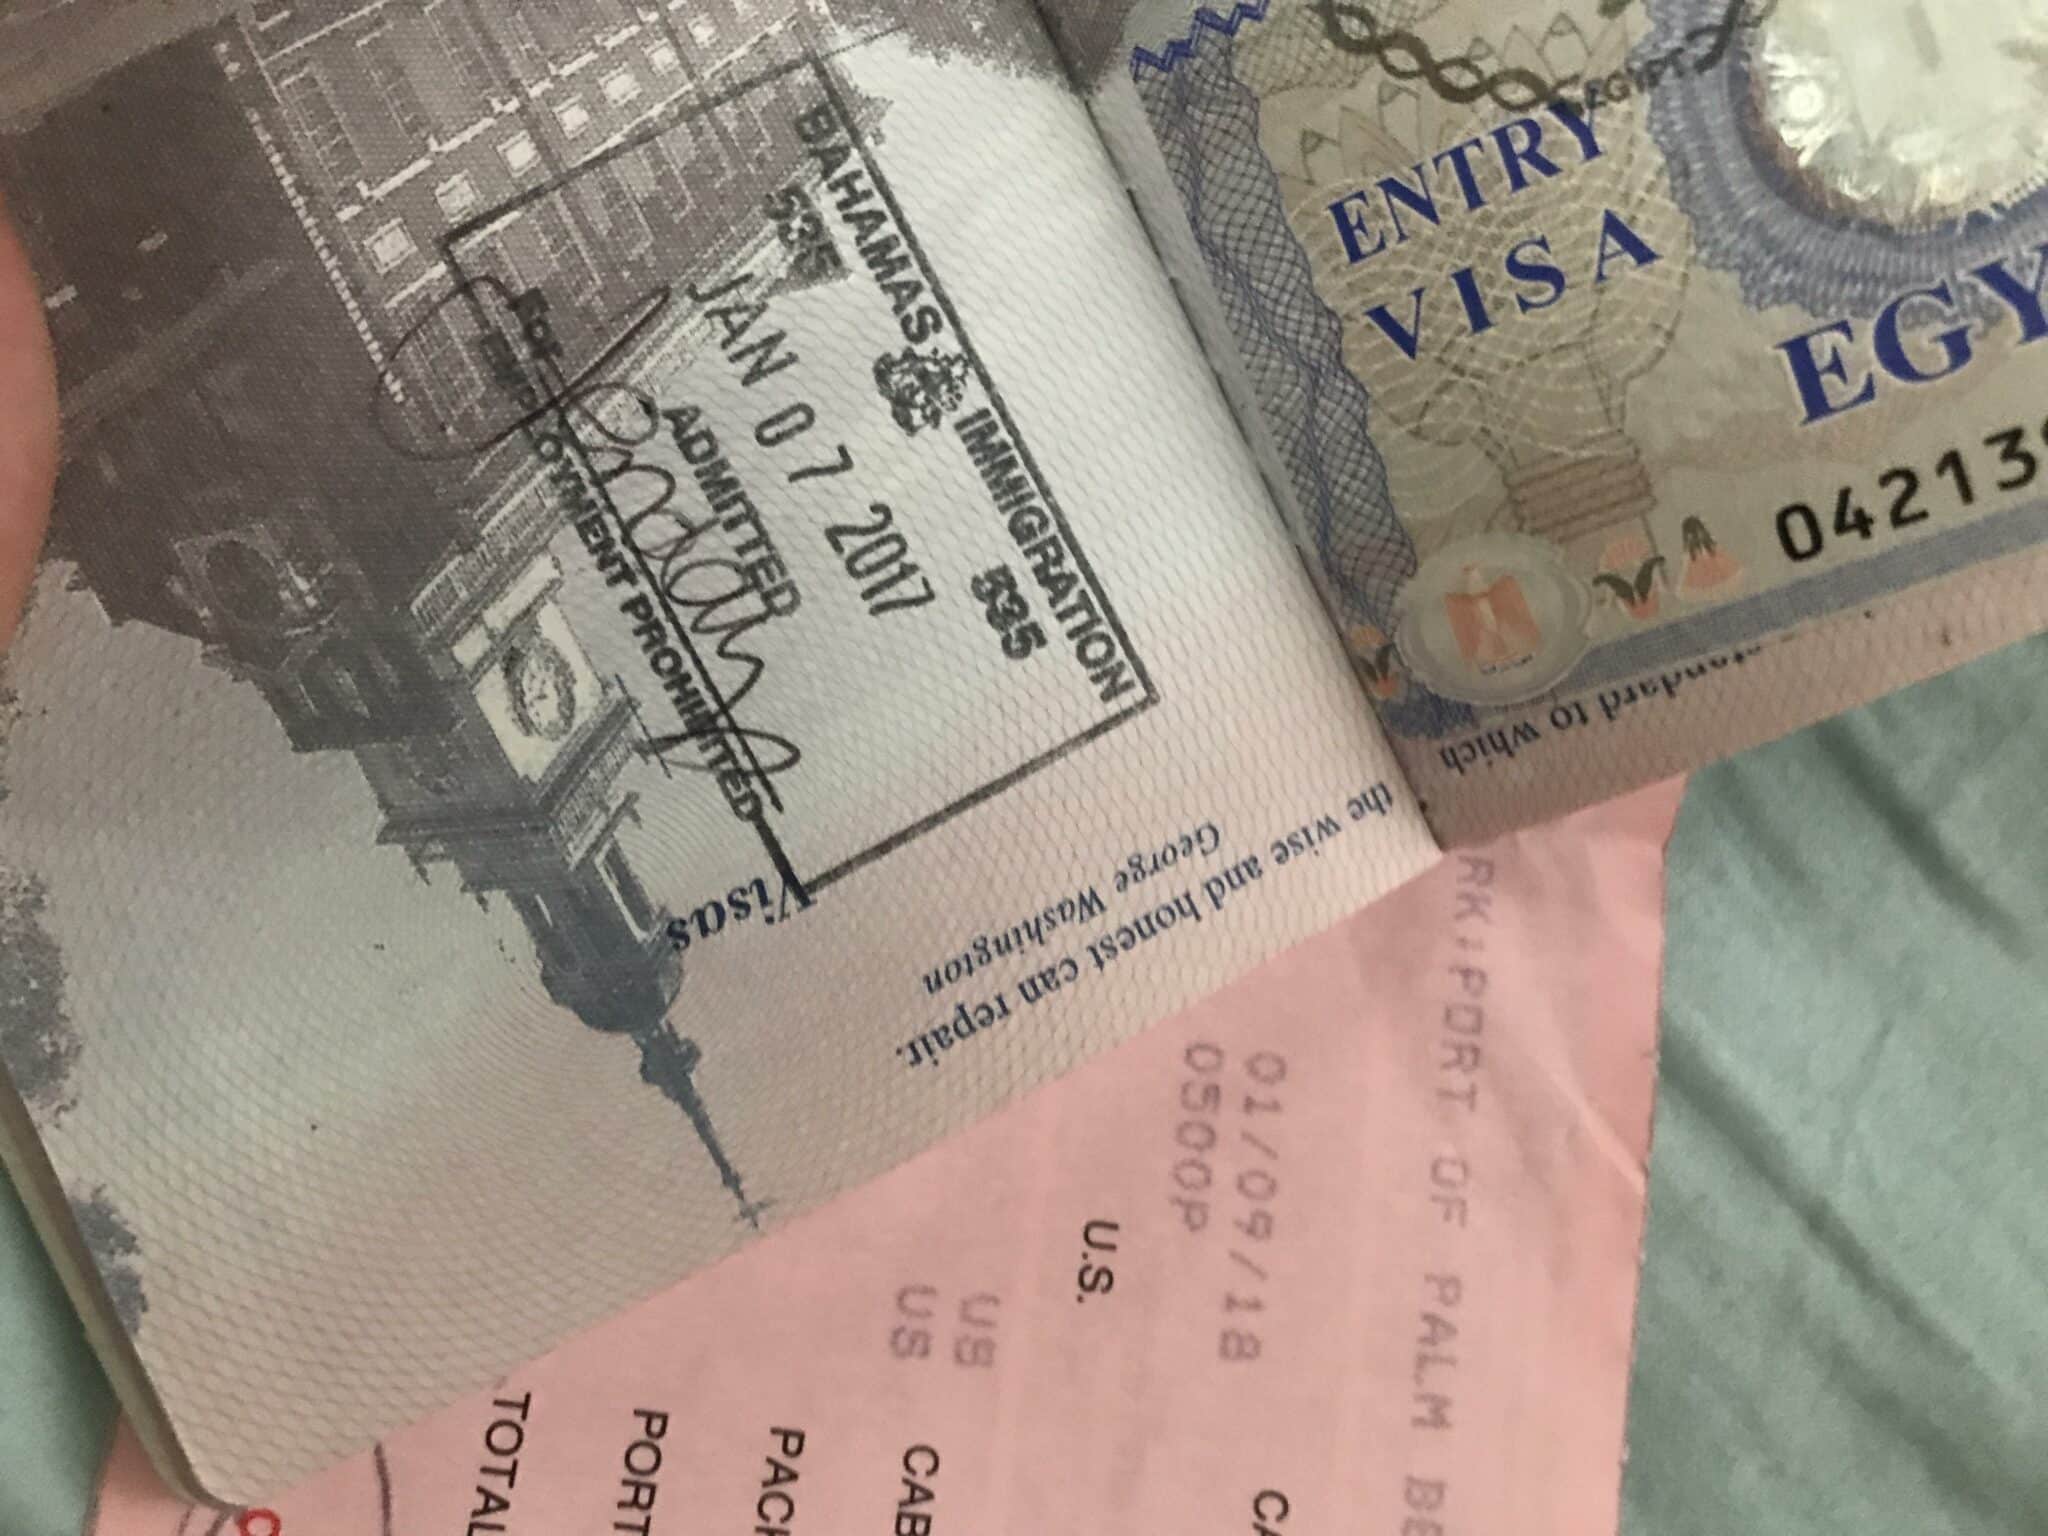 BAHAMAS IMMIGRATION
535 535
JAN 07 2017
ADMITTED
EMPLOYMENT PROHIBITED
Visas
the wise and honest can repair.
George Washington
EGYPT
ENTRY
VISA
EGY
04213
standard to which
RK:PORT OF PALM BE
01/09/18
0500P
U.S.
US
US
CA
CAB
PACK
PORT
TOTAL